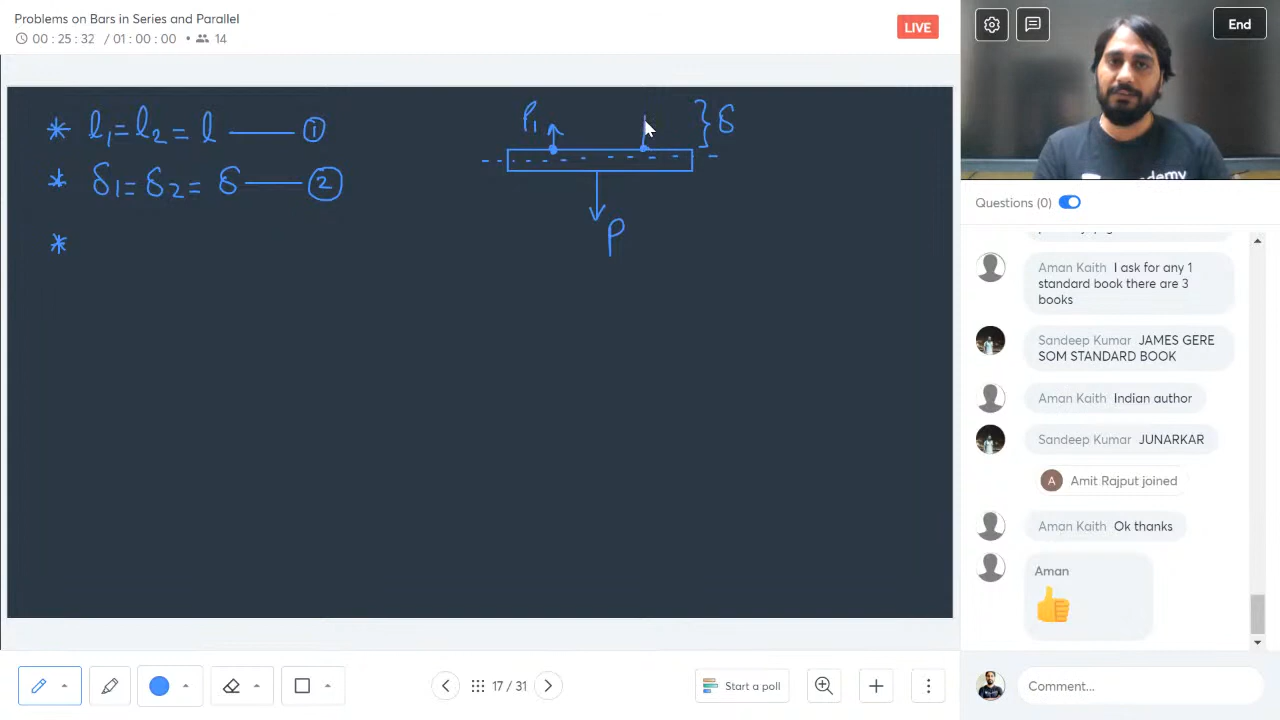 Problems on Bars in Series and Parallel
00 : 25 : 32 / 01 : 00 : 00 • 14
LIVE
End
* l₁ = l₂ = l —— ①
* δ₁ = δ₂ = δ —— ②
*
P₁
} δ
P
Questions (0)
Aman Kaith I ask for any 1
standard book there are 3
books
Sandeep Kumar JAMES GERE
SOM STANDARD BOOK
Aman Kaith Indian author
Sandeep Kumar JUNARKAR
A Amit Rajput joined
Aman Kaith Ok thanks
Aman
17 / 31
Start a poll
Comment...